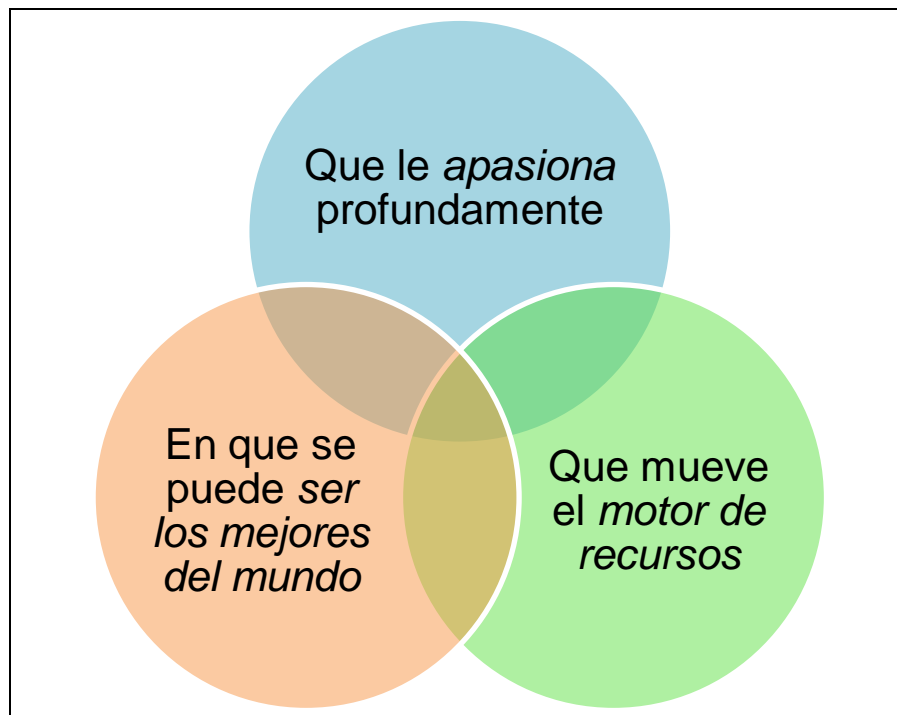 Que le apasiona
profundamente
En que se
puede ser
los mejores
del mundo
Que mueve
el motor de
recursos